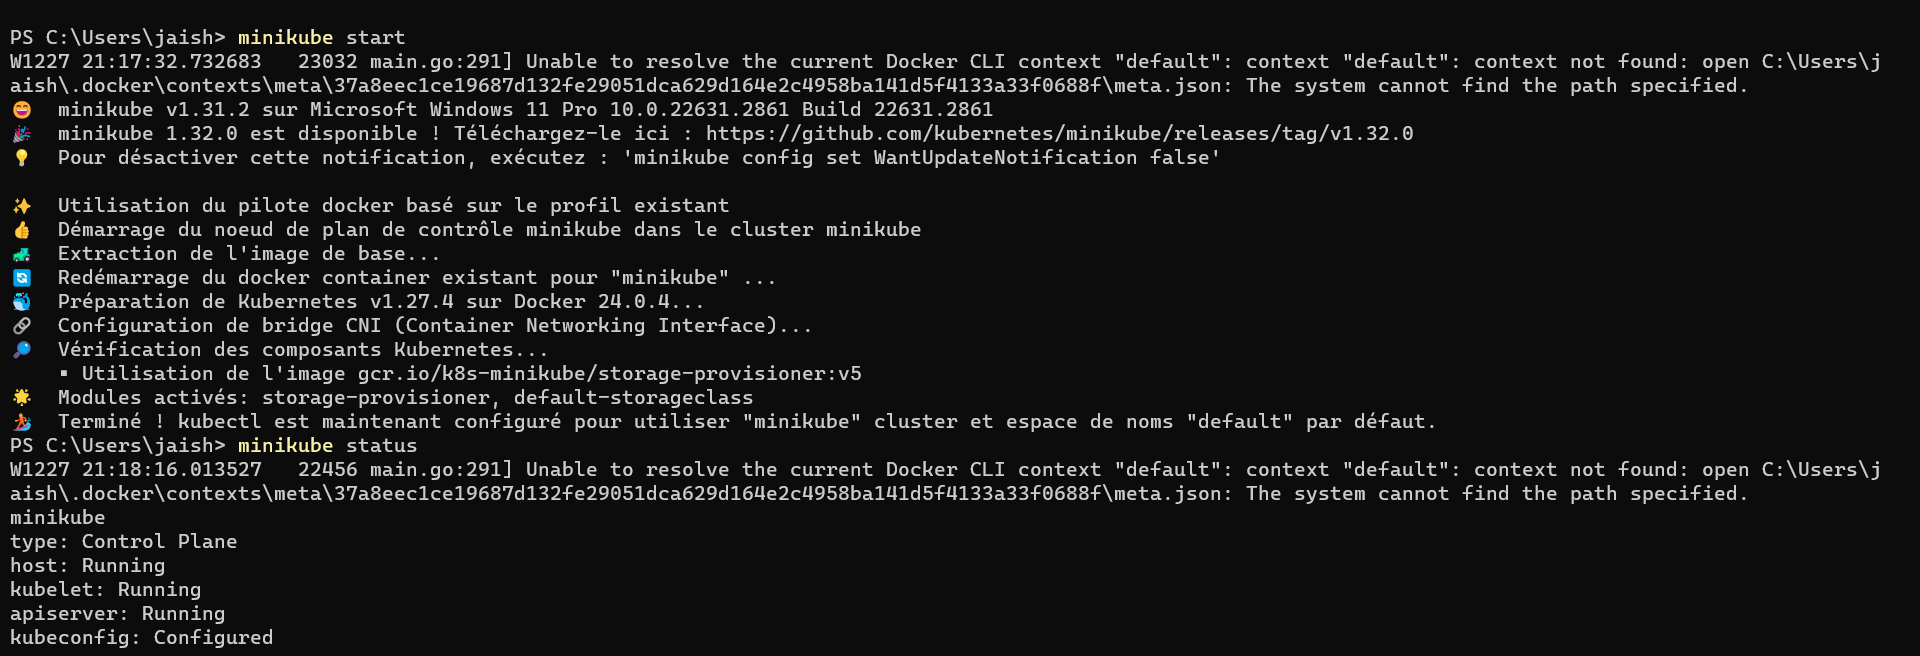 PS C:\Users\jaish> minikube start
W1227 21:17:32.732683   23032 main.go:291] Unable to resolve the current Docker CLI context "default": context "default": context not found: open C:\Users\j
aish\.docker\contexts\meta\37a8eec1ce19687d132fe29051dca629d164e2c4958ba141d5f4133a33f0688f\meta.json: The system cannot find the path specified.
😄  minikube v1.31.2 sur Microsoft Windows 11 Pro 10.0.22631.2861 Build 22631.2861
🎉  minikube 1.32.0 est disponible ! Téléchargez-le ici : https://github.com/kubernetes/minikube/releases/tag/v1.32.0
💡  Pour désactiver cette notification, exécutez : 'minikube config set WantUpdateNotification false'
✨  Utilisation du pilote docker basé sur le profil existant
👍  Démarrage du noeud de plan de contrôle minikube dans le cluster minikube
🚜  Extraction de l'image de base...
🔄  Redémarrage du docker container existant pour "minikube" ...
🐳  Préparation de Kubernetes v1.27.4 sur Docker 24.0.4...
🔗  Configuration de bridge CNI (Container Networking Interface)...
🔎  Vérification des composants Kubernetes...
    ▪ Utilisation de l'image gcr.io/k8s-minikube/storage-provisioner:v5
🌟  Modules activés: storage-provisioner, default-storageclass
🏄  Terminé ! kubectl est maintenant configuré pour utiliser "minikube" cluster et espace de noms "default" par défaut.
PS C:\Users\jaish> minikube status
W1227 21:18:16.013527   22456 main.go:291] Unable to resolve the current Docker CLI context "default": context "default": context not found: open C:\Users\j
aish\.docker\contexts\meta\37a8eec1ce19687d132fe29051dca629d164e2c4958ba141d5f4133a33f0688f\meta.json: The system cannot find the path specified.
minikube
type: Control Plane
host: Running
kubelet: Running
apiserver: Running
kubeconfig: Configured